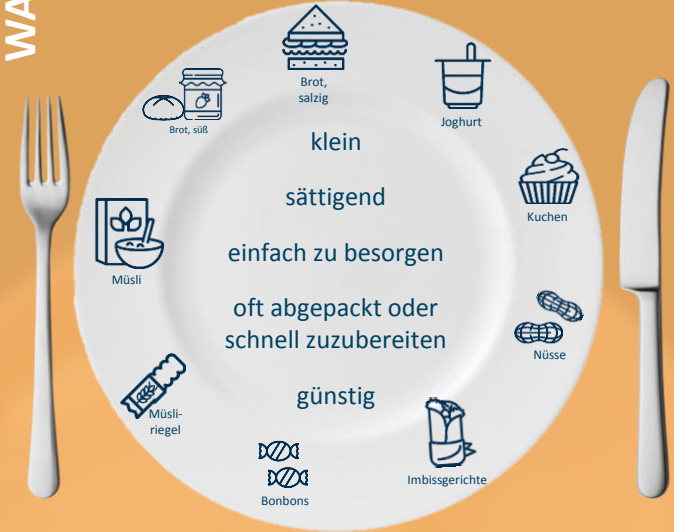 WA
Brot,
salzig
Joghurt
Brot, süß
klein
Kuchen
sättigend
einfach zu besorgen
Müsli
oft abgepackt oder
schnell zuzubereiten
Nüsse
günstig
Müsli-
riegel
Imbissgerichte
Bonbons